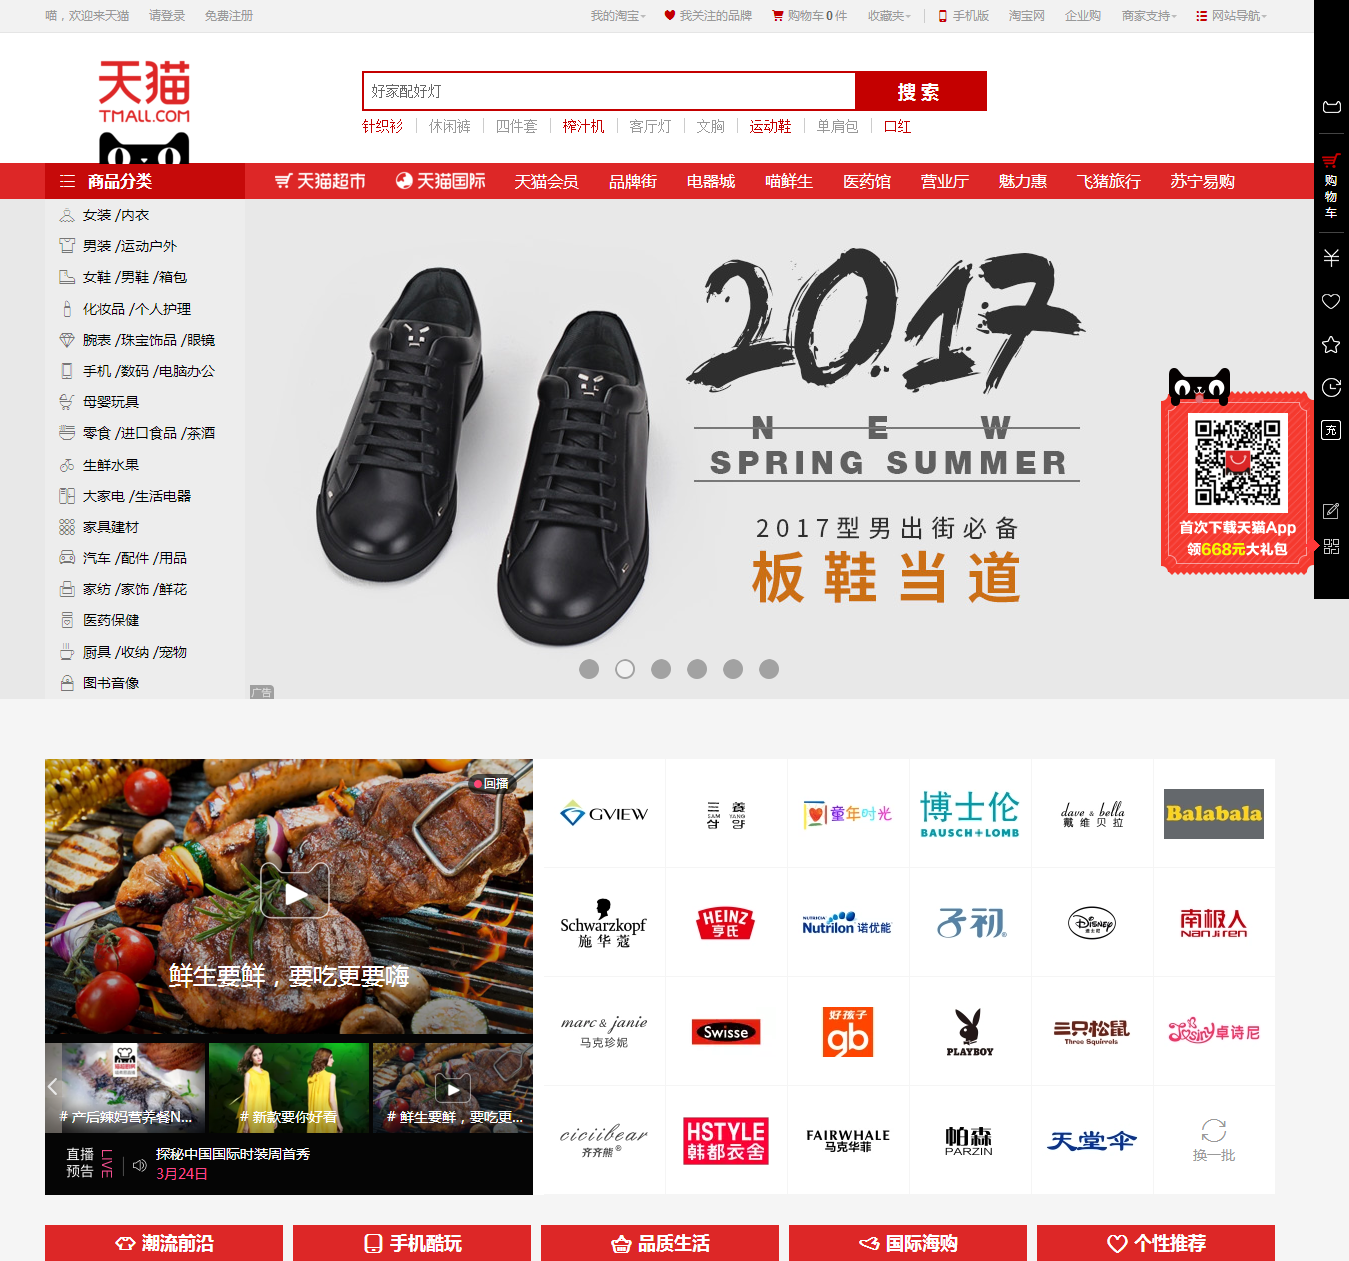 喵，欢迎来天猫 请登录 免费注册 我的淘宝 我关注的品牌 购物车0件 收藏夹 手机版 淘宝网 企业购 商家支持 网站导航
天猫
TMALL.COM
好家配好灯 搜索
针织衫 休闲裤 四件套 榨汁机 客厅灯 文胸 运动鞋 单肩包 口红
商品分类 天猫超市 天猫国际 天猫会员 品牌街 电器城 喵鲜生 医药馆 营业厅 魅力惠 飞猪旅行 苏宁易购
购物车
女装 /内衣
男装 /运动户外
女鞋 /男鞋 /箱包
化妆品 /个人护理
腕表 /珠宝饰品 /眼镜
手机 /数码 /电脑办公
母婴玩具
零食 /进口食品 /茶酒
生鲜水果
大家电 /生活电器
家具建材
汽车 /配件 /用品
家纺 /家饰 /鲜花
医药保健
厨具 /收纳 /宠物
图书音像
2017
NEW
SPRING SUMMER
2017型男出街必备
板鞋当道
广告
充
首次下载天猫App
领668元大礼包
回播
鲜生要鲜，要吃更要嗨
# 产后辣妈营养餐N... # 新款要你好看 # 鲜生要鲜，要吃更...
直播预告 LIVE 探秘中国国际时装周首秀
3月24日
GVIEW 三养 SAM YANG 삼양 童年时光 博士伦 BAUSCH+LOMB dave & bella 戴维贝拉 Balabala
Schwarzkopf 施华蔻 HEINZ 亨氏 NUTRICIA Nutrilon 诺优能 子初 Disney 迪士尼 南极人 Nanjiren
marc & janie 马克珍妮 Swisse 好孩子 gb PLAYBOY 三只松鼠 Three Squirrels Josiny 卓诗尼
ciciibear 齐齐熊 HSTYLE 韩都衣舍 FAIRWHALE 马克华菲 帕森 PARZIN 天堂伞 换一批
潮流前沿 手机酷玩 品质生活 国际海购 个性推荐